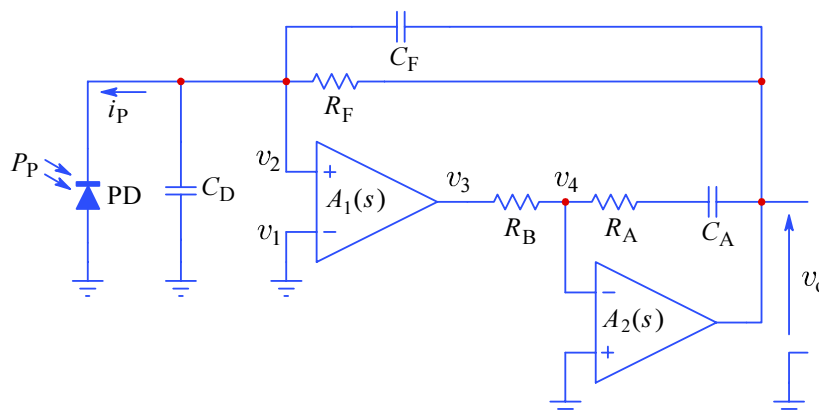 C_F
i_P
R_F
P_P
PD
C_D
v_2
+
A_1(s)
v_3
v_4
v_1
−
R_B
R_A
C_A
−
A_2(s)
+